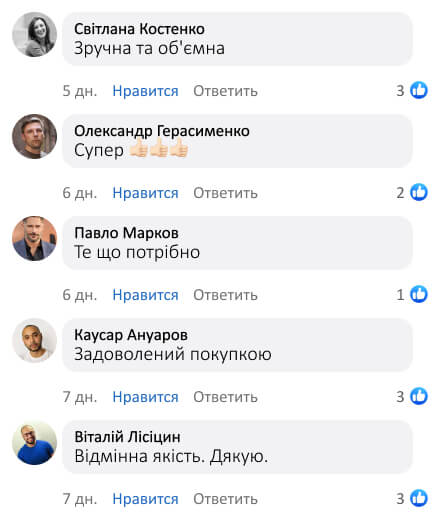 Світлана Костенко
Зручна та об'ємна
5 дн. Нравится Ответить 3
Олександр Герасименко
Супер 👍🏻👍🏻👍🏻
6 дн. Нравится Ответить 2
Павло Марков
Те що потрібно
6 дн. Нравится Ответить 1
Каусар Ануаров
Задоволений покупкою
7 дн. Нравится Ответить 3
Віталій Лісіцин
Відмінна якість. Дякую.
7 дн. Нравится Ответить 3